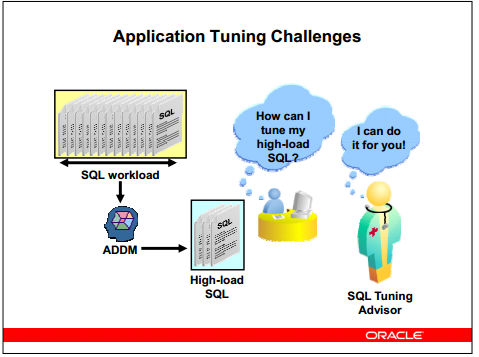 Application Tuning Challenges
SQL
SQL workload
ADDM
SQL
High-load
SQL
How can I
tune my
high-load
SQL?
I can do
it for you!
SQL Tuning
Advisor
ORACLE